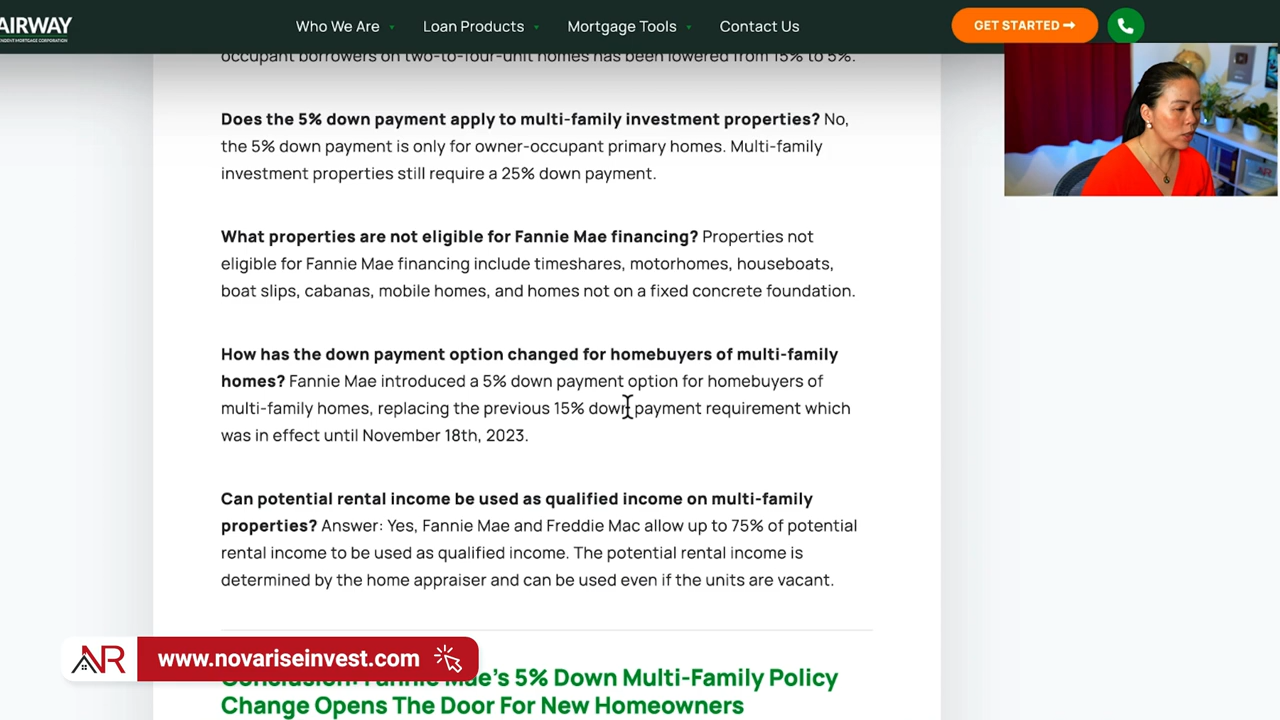 AIRWAY
Who We Are
Loan Products
Mortgage Tools
Contact Us
GET STARTED →
occupant borrowers on two-to-four-unit homes has been lowered from 15% to 5%.
Does the 5% down payment apply to multi-family investment properties? No,
the 5% down payment is only for owner-occupant primary homes. Multi-family
investment properties still require a 25% down payment.
What properties are not eligible for Fannie Mae financing? Properties not
eligible for Fannie Mae financing include timeshares, motorhomes, houseboats,
boat slips, cabanas, mobile homes, and homes not on a fixed concrete foundation.
How has the down payment option changed for homebuyers of multi-family
homes? Fannie Mae introduced a 5% down payment option for homebuyers of
multi-family homes, replacing the previous 15% down payment requirement which
was in effect until November 18th, 2023.
Can potential rental income be used as qualified income on multi-family
properties? Answer: Yes, Fannie Mae and Freddie Mac allow up to 75% of potential
rental income to be used as qualified income. The potential rental income is
determined by the home appraiser and can be used even if the units are vacant.
NR www.novariseinvest.com
Conclusion: Fannie Mae's 5% Down Multi-Family Policy
Change Opens The Door For New Homeowners